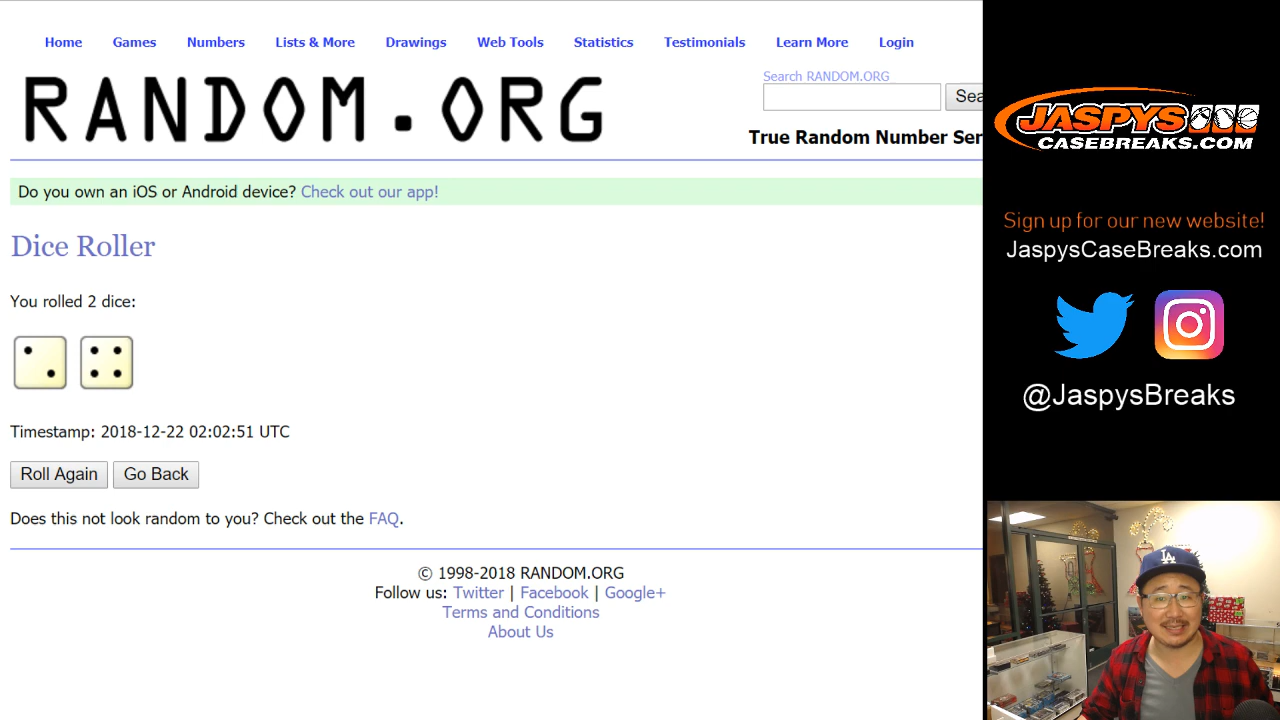 Home Games Numbers Lists & More Drawings Web Tools Statistics Testimonials Learn More Login
RANDOM.ORG
Search RANDOM.ORG
Sea
True Random Number Ser
Do you own an iOS or Android device? Check out our app!
Dice Roller
You rolled 2 dice:
Timestamp: 2018-12-22 02:02:51 UTC
Roll Again Go Back
Does this not look random to you? Check out the FAQ.
© 1998-2018 RANDOM.ORG
Follow us: Twitter | Facebook | Google+
Terms and Conditions
About Us
JASPYS
CASEBREAKS.COM
Sign up for our new website!
JaspysCaseBreaks.com
@JaspysBreaks
LA